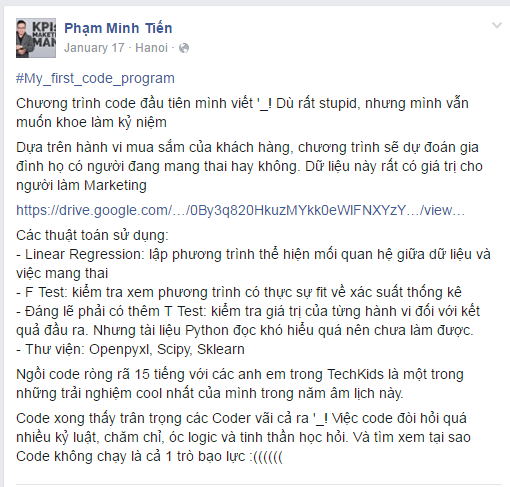 KPI:
MAKET
MAN
Phạm Minh Tiến
January 17 · Hanoi ·
#My_first_code_program
Chương trình code đầu tiên mình viết '_! Dù rất stupid, nhưng mình vẫn
muốn khoe làm kỷ niệm
Dựa trên hành vi mua sắm của khách hàng, chương trình sẽ dự đoán gia
đình họ có người đang mang thai hay không. Dữ liệu này rất có giá trị cho
người làm Marketing
https://drive.google.com/…/0By3q820HkuzMYkk0eWlFNXYzY…/view…
Các thuật toán sử dụng:
- Linear Regression: lập phương trình thể hiện mối quan hệ giữa dữ liệu và
việc mang thai
- F Test: kiểm tra xem phương trình có thực sự fit về xác suất thống kê
- Đáng lẽ phải có thêm T Test: kiểm tra giá trị của từng hành vi đối với kết
quả đầu ra. Nhưng tài liệu Python đọc khó hiểu quá nên chưa làm được.
- Thư viện: Openpyxl, Scipy, Sklearn
Ngồi code ròng rã 15 tiếng với các anh em trong TechKids là một trong
những trải nghiệm cool nhất của mình trong năm âm lịch này.
Code xong thấy trân trọng các Coder vãi cả ra '_! Việc code đòi hỏi quá
nhiều kỷ luật, chăm chỉ, óc logic và tinh thần học hỏi. Và tìm xem tại sao
Code không chạy là cả 1 trò bạo lực :((((((